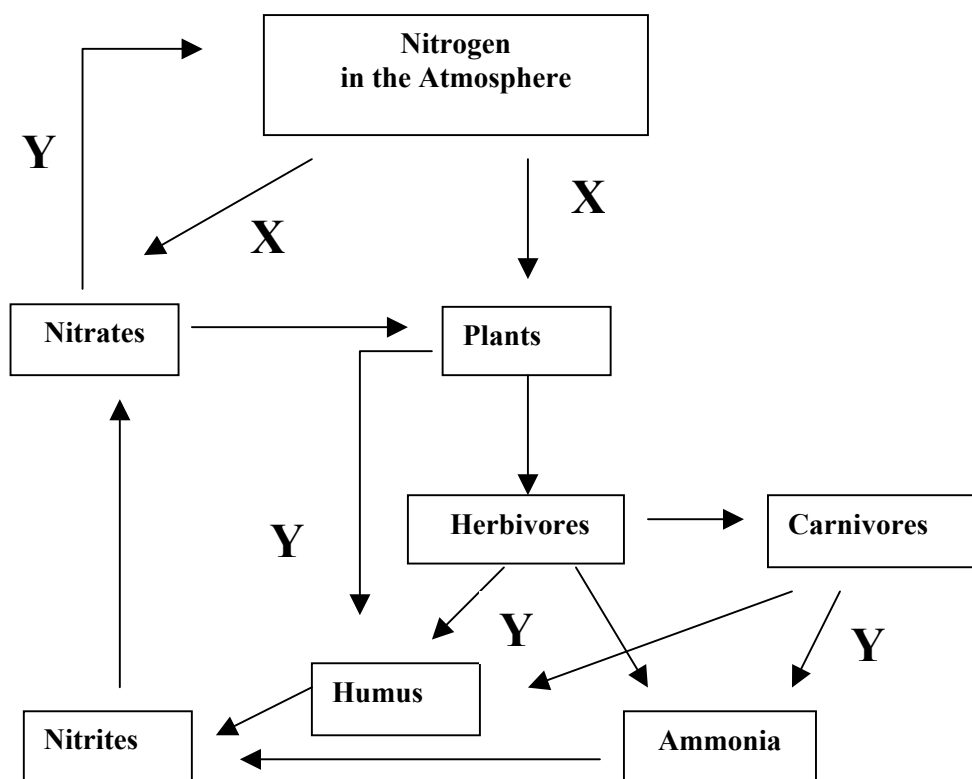 Nitrogen
in the Atmosphere
Y
X
X
Nitrates
Plants
Herbivores
Carnivores
Y
Y
Y
Humus
Nitrites
Ammonia